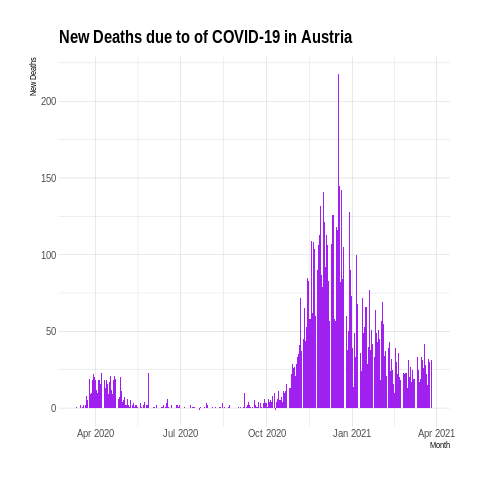 New Deaths due to of COVID-19 in Austria
New Deaths
200
150
100
50
0
Apr 2020
Jul 2020
Oct 2020
Jan 2021
Apr 2021
Month